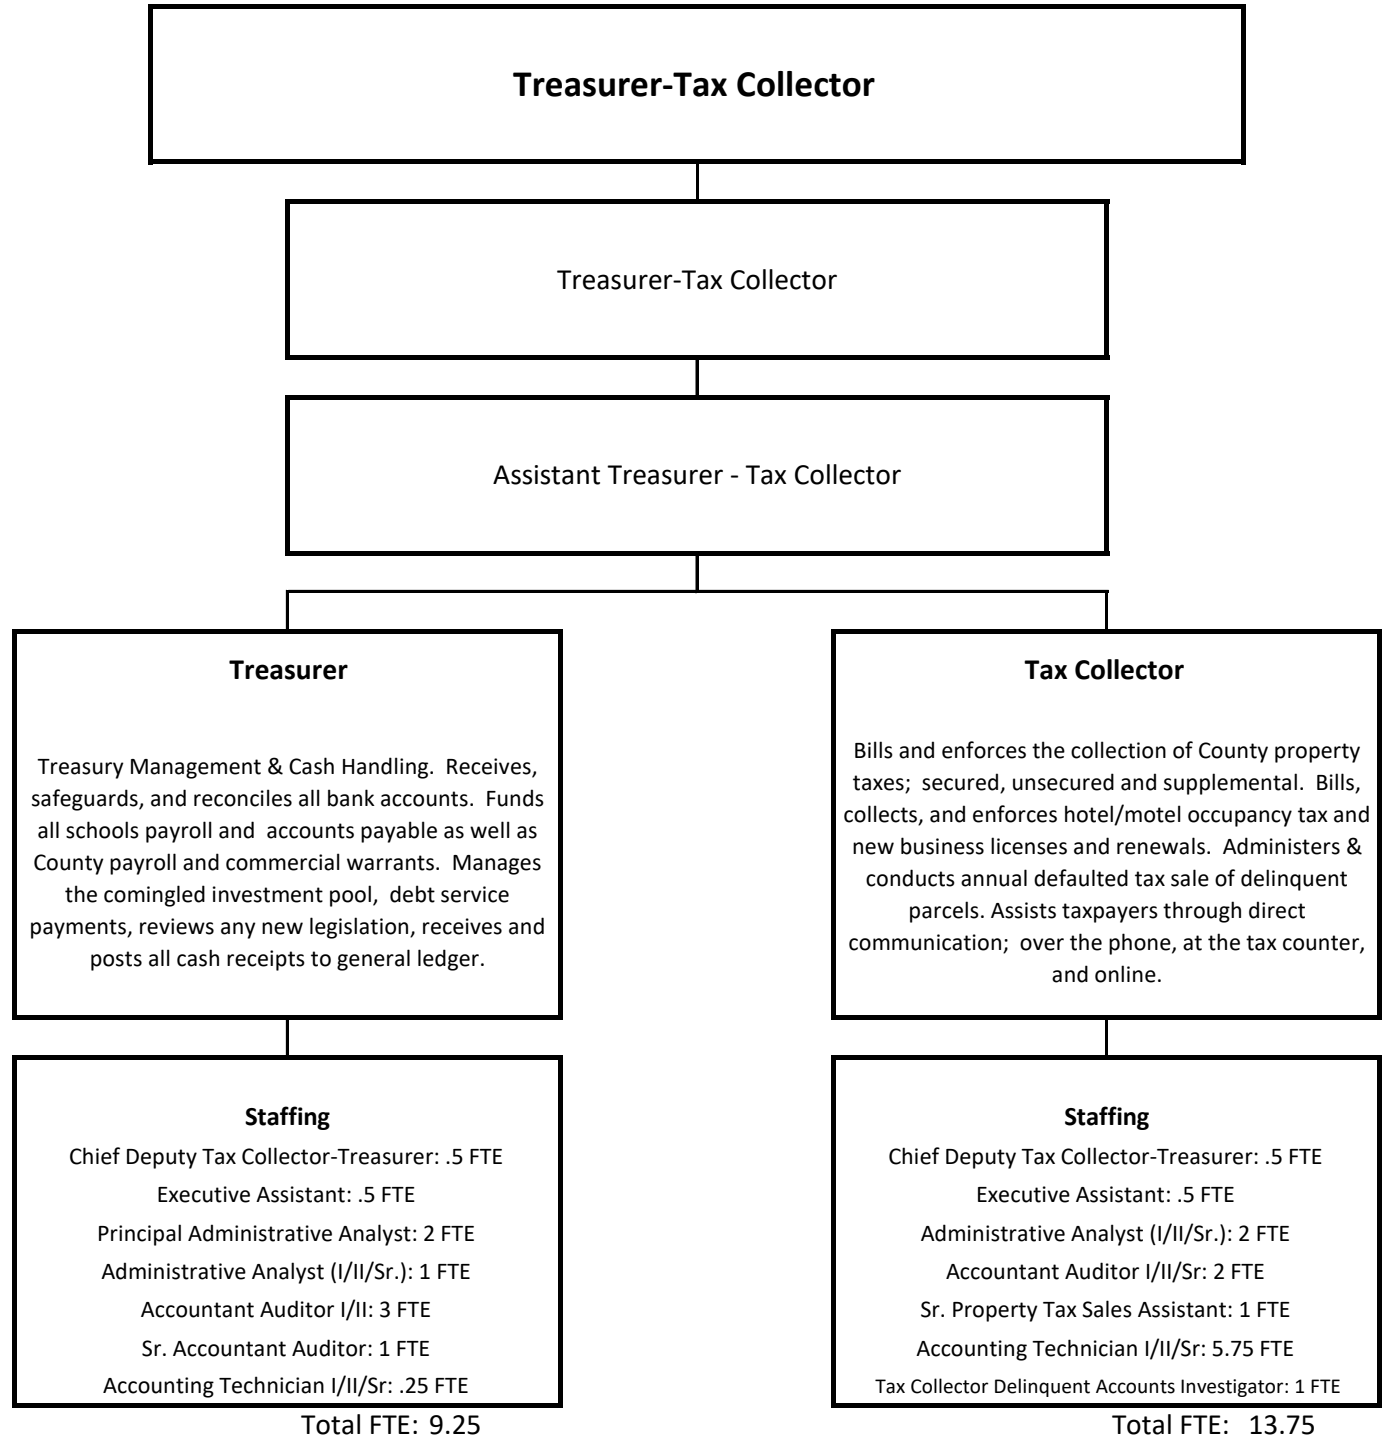 Treasurer-Tax Collector
Treasurer-Tax Collector
Assistant Treasurer - Tax Collector
Treasurer
Treasury Management & Cash Handling.  Receives,
safeguards, and reconciles all bank accounts.  Funds
all schools payroll and  accounts payable as well as
County payroll and commercial warrants.  Manages
the comingled investment pool,  debt service
payments, reviews any new legislation, receives and
posts all cash receipts to general ledger.
Staffing
Chief Deputy Tax Collector-Treasurer: .5 FTE
Executive Assistant: .5 FTE
Principal Administrative Analyst: 2 FTE
Administrative Analyst (I/II/Sr.): 1 FTE
Accountant Auditor I/II: 3 FTE
Sr. Accountant Auditor: 1 FTE
Accounting Technician I/II/Sr: .25 FTE
Total FTE: 9.25
Tax Collector
Bills and enforces the collection of County property
taxes;  secured, unsecured and supplemental.  Bills,
collects, and enforces hotel/motel occupancy tax and
new business licenses and renewals.  Administers &
conducts annual defaulted tax sale of delinquent
parcels. Assists taxpayers through direct
communication;  over the phone, at the tax counter,
and online.
Staffing
Chief Deputy Tax Collector-Treasurer: .5 FTE
Executive Assistant: .5 FTE
Administrative Analyst (I/II/Sr.): 2 FTE
Accountant Auditor I/II/Sr: 2 FTE
Sr. Property Tax Sales Assistant: 1 FTE
Accounting Technician I/II/Sr: 5.75 FTE
Tax Collector Delinquent Accounts Investigator: 1 FTE
Total FTE:  13.75